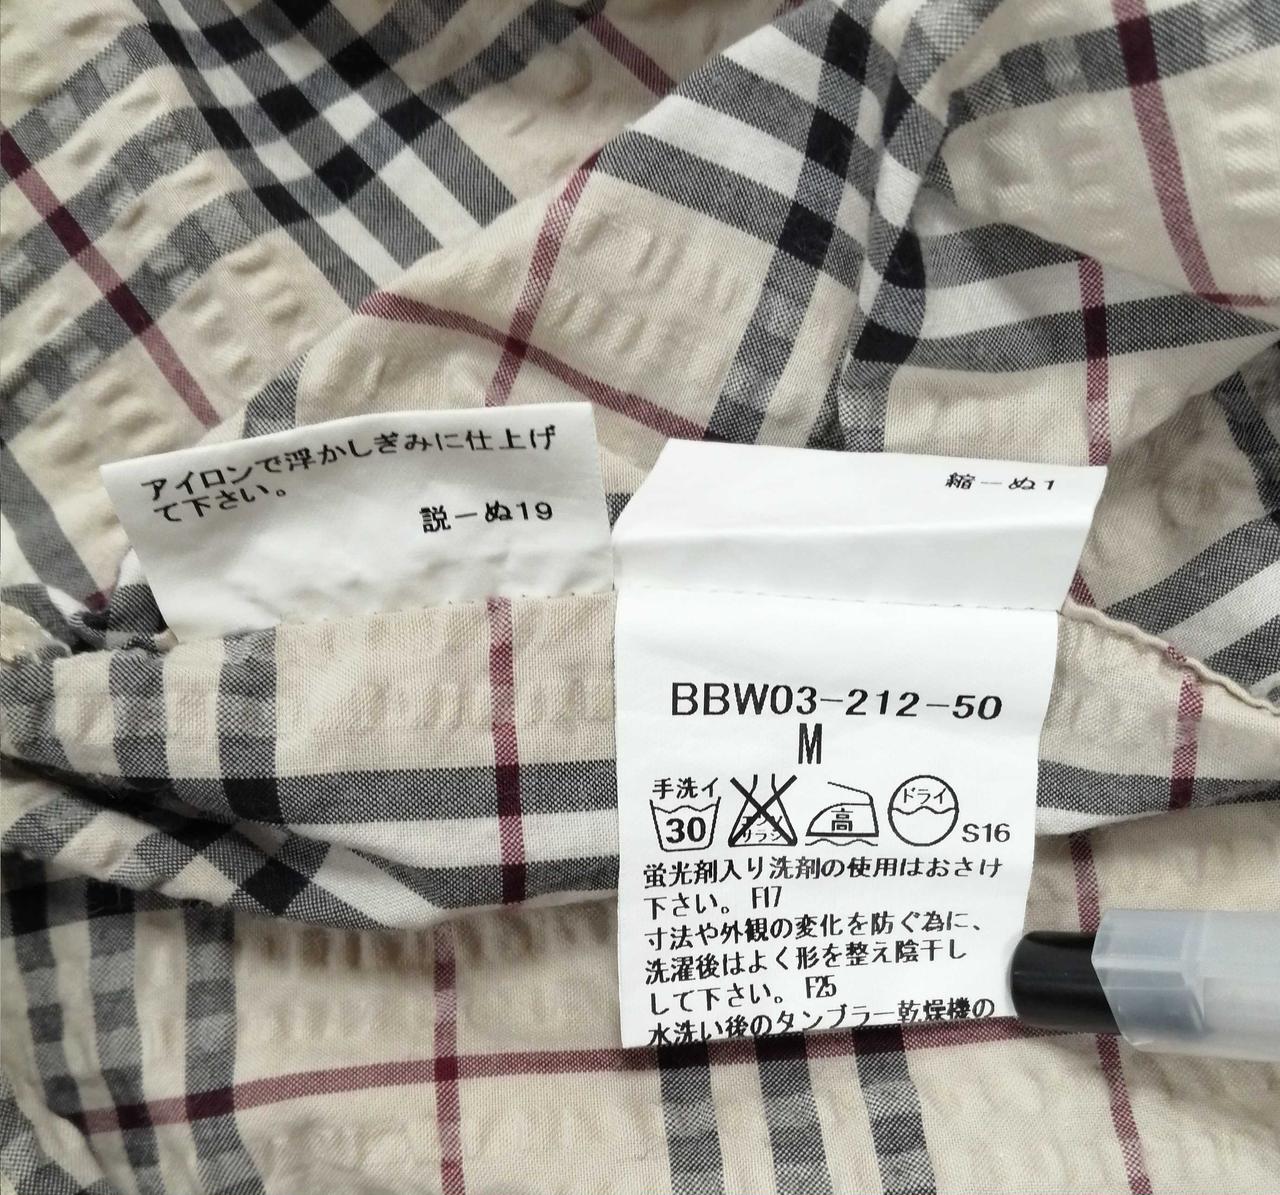 アイロンで浮かしぎみに仕上げ
て下さい。
説－ぬ19
縮－ぬ1
BBW03-212-50
M
手洗イ
30
高
ドライ
S16
蛍光剤入り洗剤の使用はおさけ
下さい。F17
寸法や外観の変化を防ぐ為に、
洗濯後はよく形を整え陰干し
して下さい。F25
水洗い後のタンブラー乾燥機の